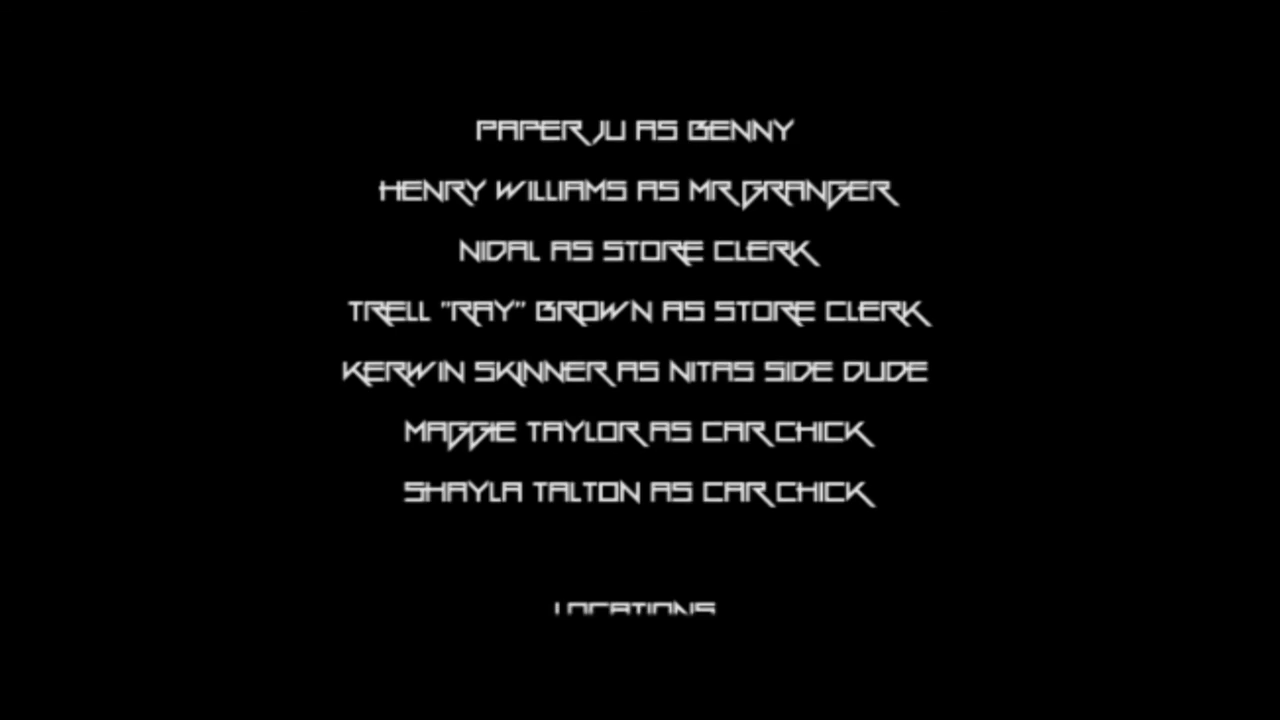 PAPER JU AS BENNY
HENRY WILLIAMS AS MR GRANGER
NIDAL AS STORE CLERK
TRELL "RAY" BROWN AS STORE CLERK
KERWIN SKINNER AS NITAS SIDE DUDE
MAGGIE TAYLOR AS CAR CHICK
SHAYLA TALTON AS CAR CHICK
LOCATIONS